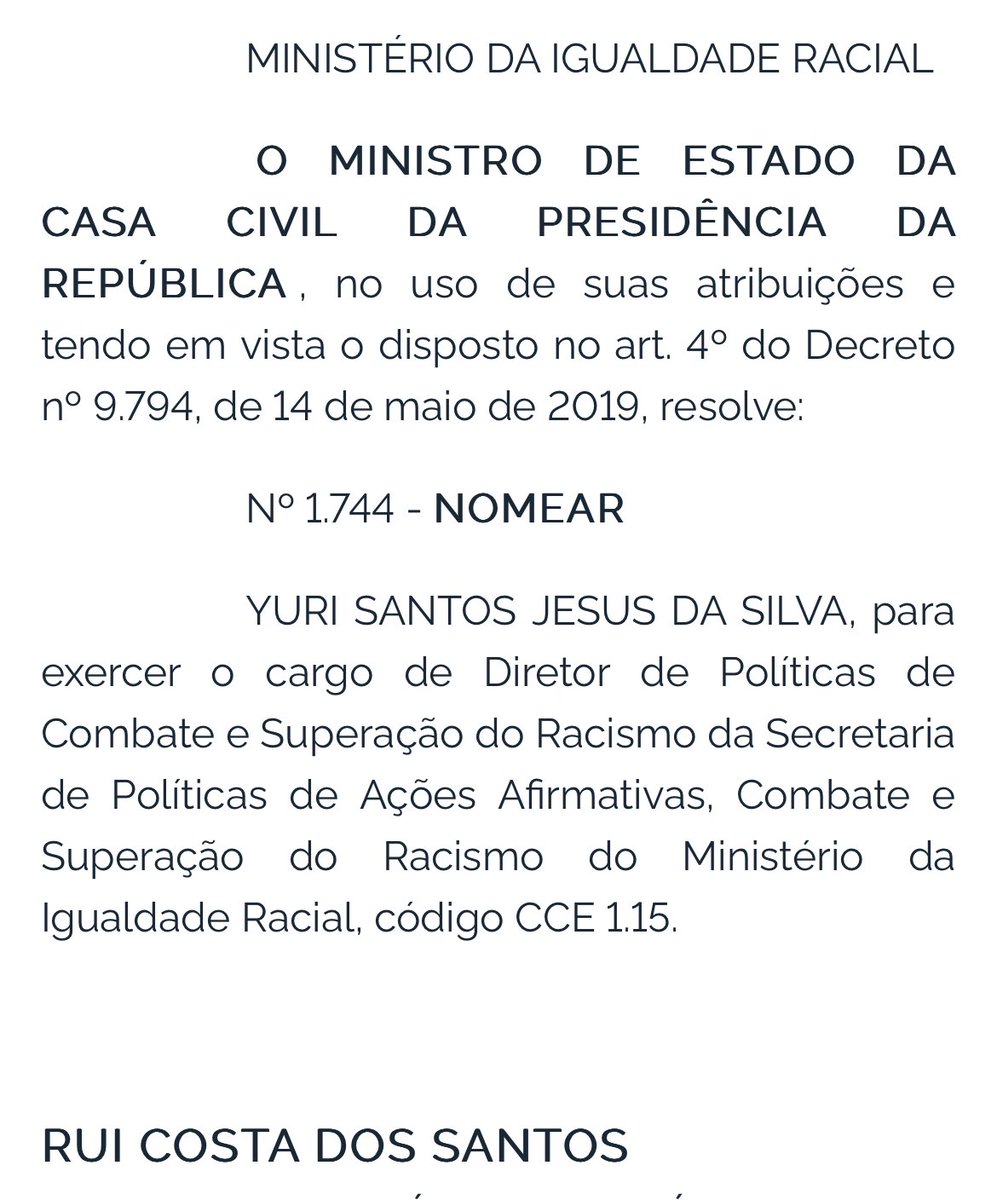 MINISTÉRIO DA IGUALDADE RACIAL
O MINISTRO DE ESTADO DA
CASA CIVIL DA PRESIDÊNCIA DA
REPÚBLICA , no uso de suas atribuições e
tendo em vista o disposto no art. 4º do Decreto
nº 9.794, de 14 de maio de 2019, resolve:
Nº 1.744 - NOMEAR
YURI SANTOS JESUS DA SILVA, para
exercer o cargo de Diretor de Políticas de
Combate e Superação do Racismo da Secretaria
de Políticas de Ações Afirmativas, Combate e
Superação do Racismo do Ministério da
Igualdade Racial, código CCE 1.15.
RUI COSTA DOS SANTOS